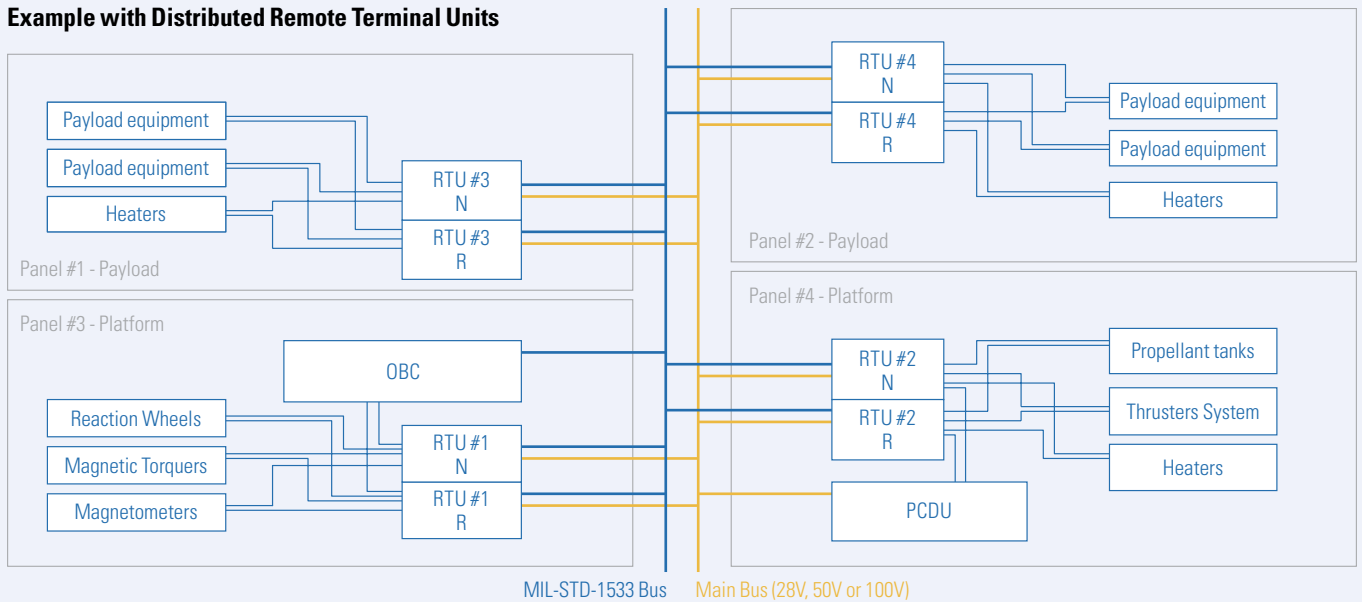 Example with Distributed Remote Terminal Units
Payload equipment
Payload equipment
Heaters
RTU #3
N
RTU #3
R
Panel #1 - Payload
RTU #4
N
RTU #4
R
Payload equipment
Payload equipment
Heaters
Panel #2 - Payload
Panel #3 - Platform
OBC
Reaction Wheels
Magnetic Torquers
Magnetometers
RTU #1
N
RTU #1
R
Panel #4 - Platform
RTU #2
N
RTU #2
R
Propellant tanks
Thrusters System
Heaters
PCDU
MIL-STD-1533 Bus
Main Bus (28V, 50V or 100V)